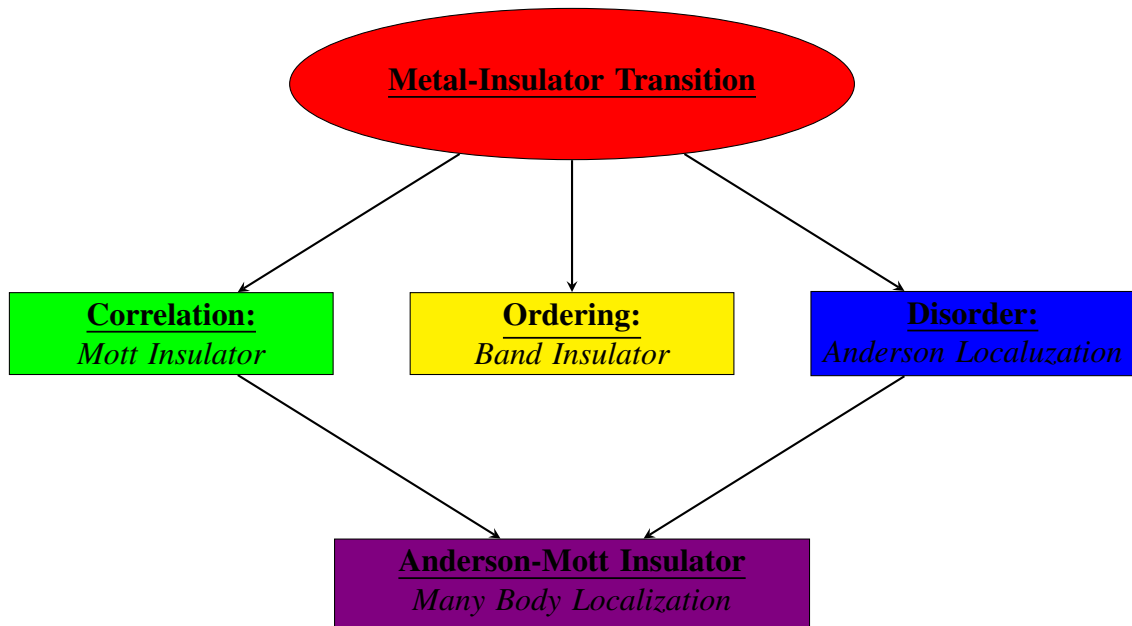 Metal-Insulator Transition
Correlation:
Mott Insulator
Ordering:
Band Insulator
Disorder:
Anderson Localuzation
Anderson-Mott Insulator
Many Body Localization